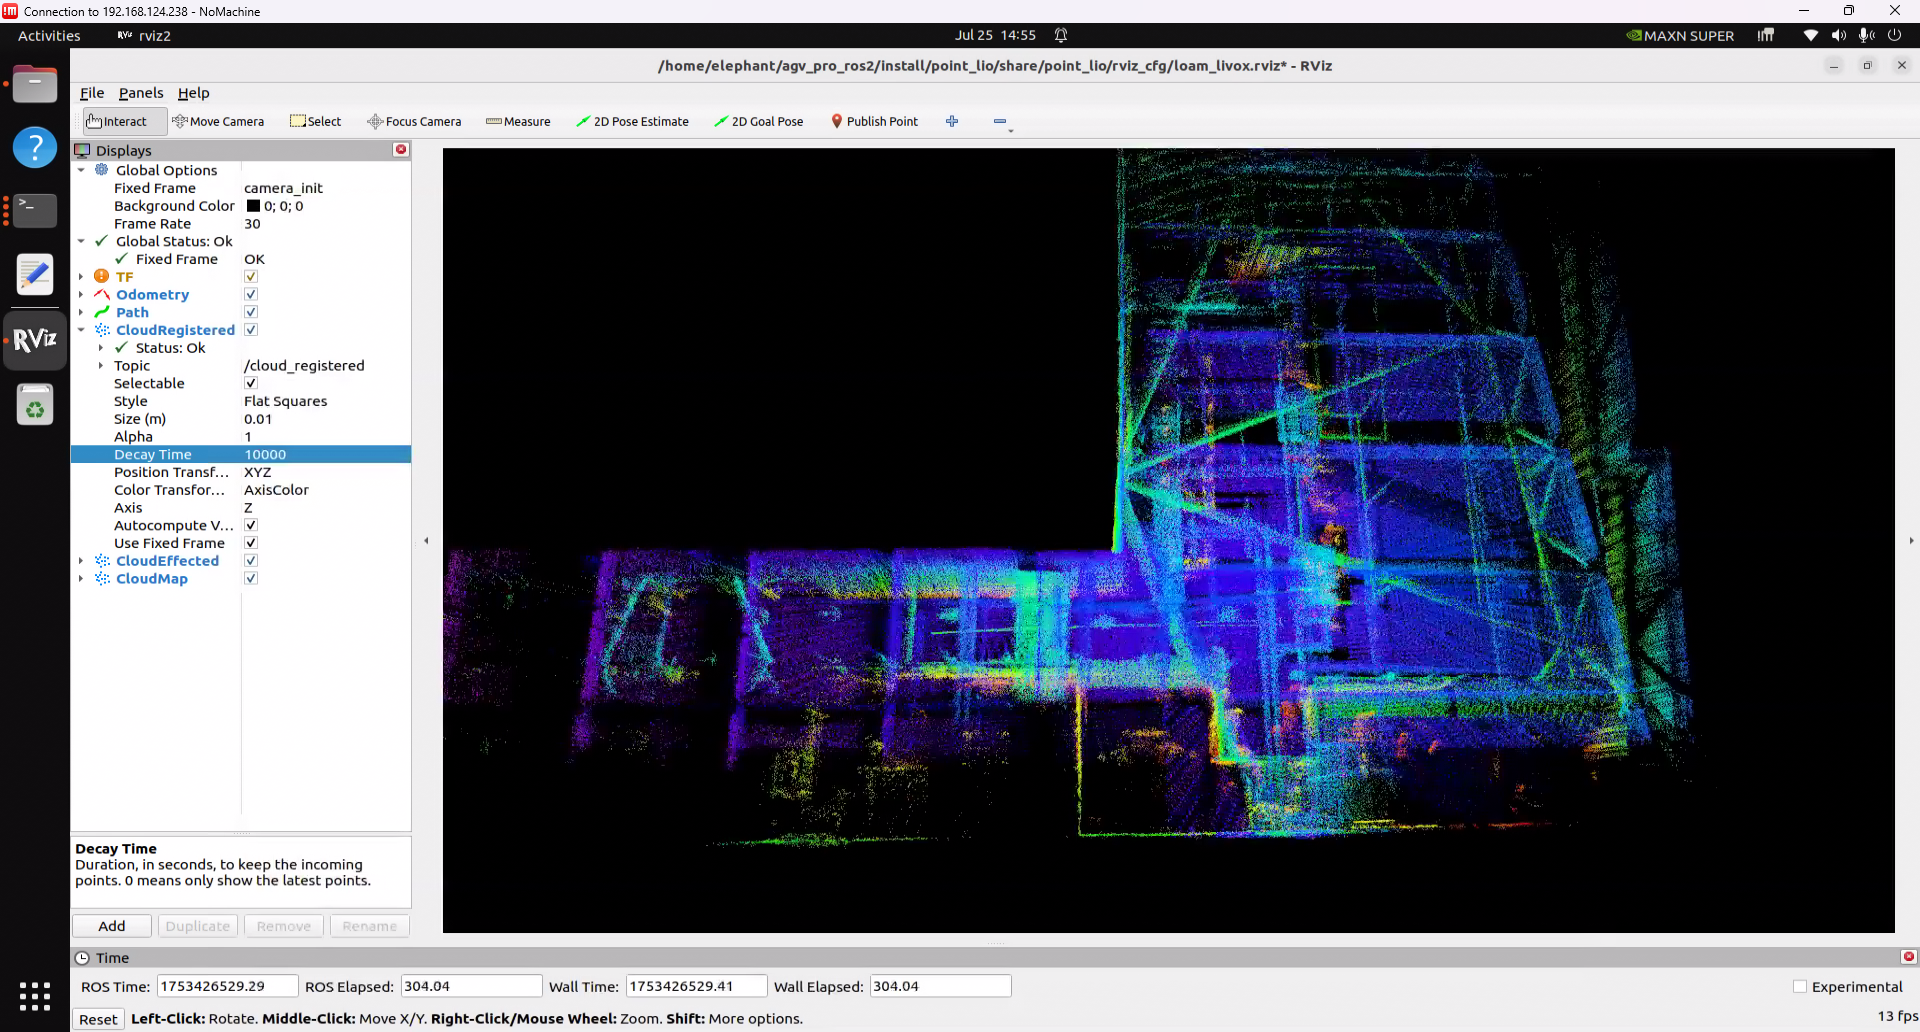 Connection to 192.168.124.238 - NoMachine
Activities
rviz2
Jul 25 14:55
MAXN SUPER
/home/elephant/agv_pro_ros2/install/point_lio/share/point_lio/rviz_cfg/loam_livox.rviz* - RViz
File Panels Help
Interact Move Camera Select Focus Camera Measure 2D Pose Estimate 2D Goal Pose Publish Point
Displays
Global Options
Fixed Frame camera_init
Background Color 0; 0; 0
Frame Rate 30
Global Status: Ok
Fixed Frame OK
TF
Odometry
Path
CloudRegistered
Status: Ok
Topic /cloud_registered
Selectable
Style Flat Squares
Size (m) 0.01
Alpha 1
Decay Time 10000
Position Transf... XYZ
Color Transfor... AxisColor
Axis Z
Autocompute V...
Use Fixed Frame
CloudEffected
CloudMap
RViz
Decay Time
Duration, in seconds, to keep the incoming
points. 0 means only show the latest points.
Add Duplicate Remove Rename
Time
ROS Time: 1753426529.29 ROS Elapsed: 304.04 Wall Time: 1753426529.41 Wall Elapsed: 304.04 Experimental
Reset Left-Click: Rotate. Middle-Click: Move X/Y. Right-Click/Mouse Wheel: Zoom. Shift: More options. 13 fps